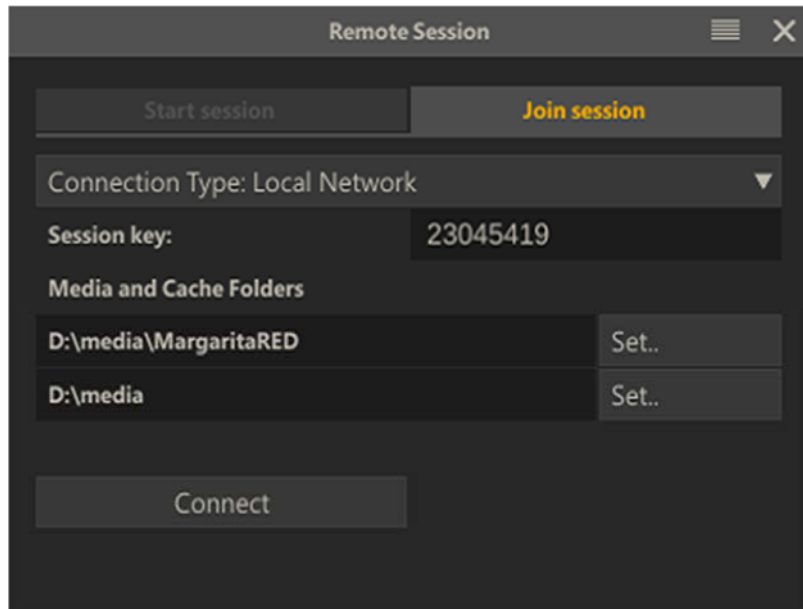 Remote Session
Start session Join session
Connection Type: Local Network
Session key: 23045419
Media and Cache Folders
D:\media\MargaritaRED Set..
D:\media Set..
Connect